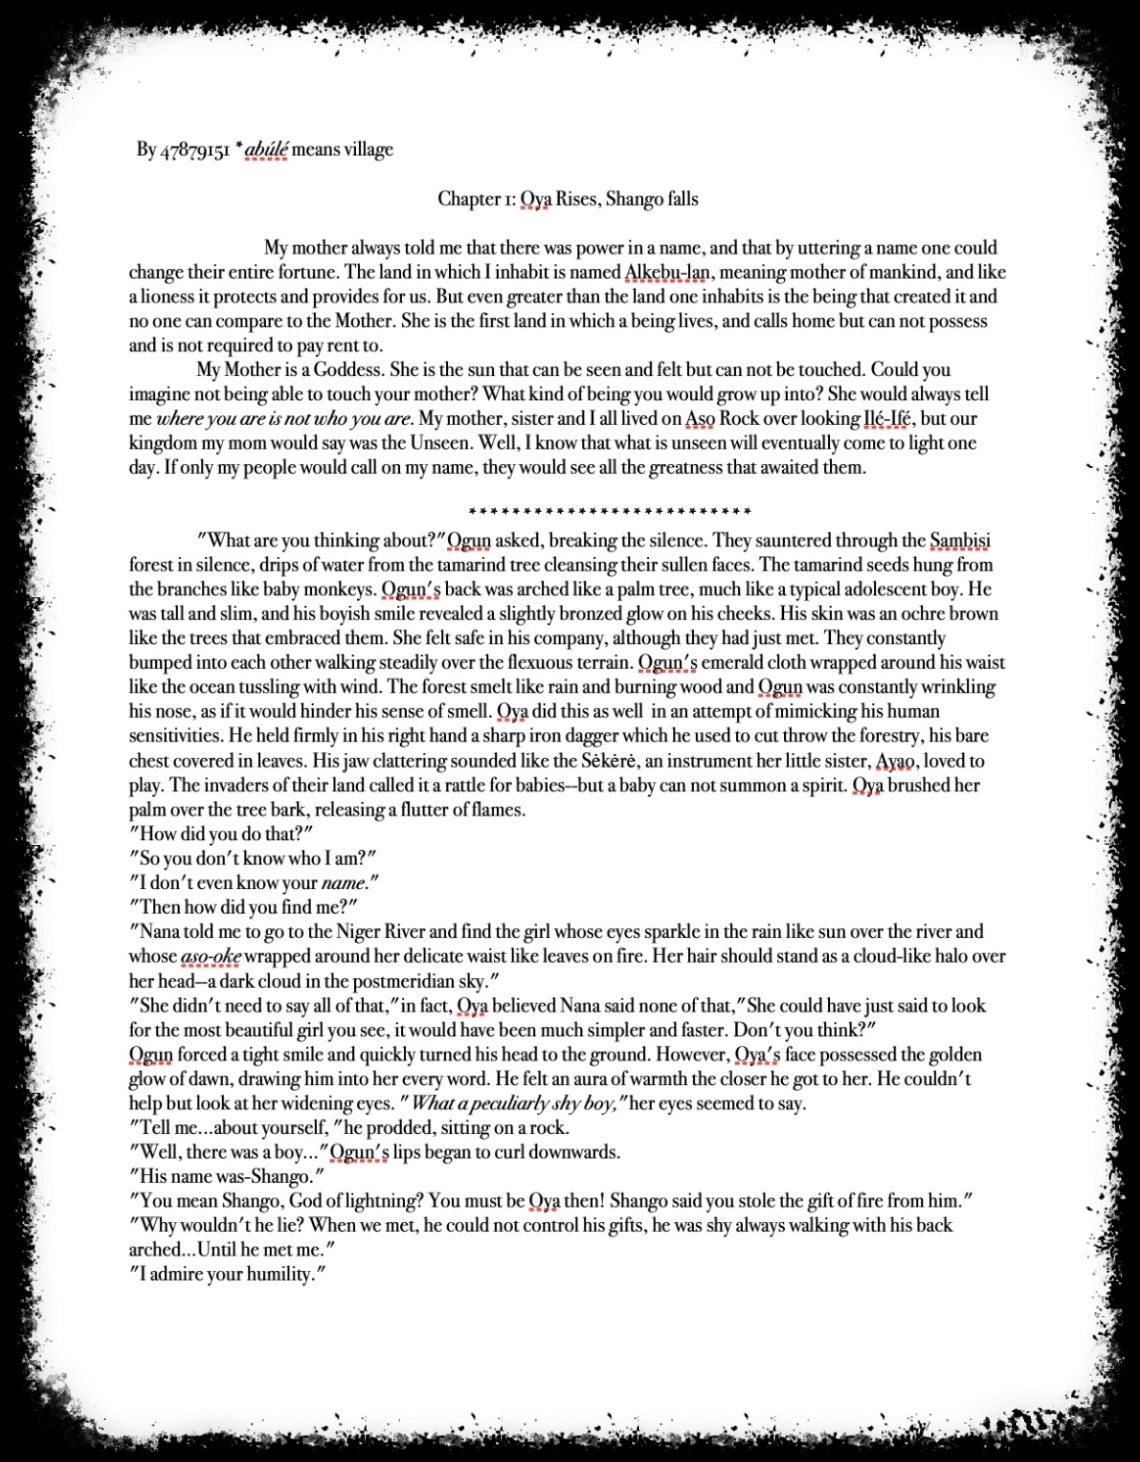 By 47879151 *abúlé means village
Chapter 1: Oya Rises, Shango falls
My mother always told me that there was power in a name, and that by uttering a name one could
change their entire fortune. The land in which I inhabit is named Alkebu-lan, meaning mother of mankind, and like
a lioness it protects and provides for us. But even greater than the land one inhabits is the being that created it and
no one can compare to the Mother. She is the first land in which a being lives, and calls home but can not possess
and is not required to pay rent to.
My Mother is a Goddess. She is the sun that can be seen and felt but can not be touched. Could you
imagine not being able to touch your mother? What kind of being you would grow up into? She would always tell
me where you are is not who you are. My mother, sister and I all lived on Aso Rock over looking Ilé-Ifé, but our
kingdom my mom would say was the Unseen. Well, I know that what is unseen will eventually come to light one
day. If only my people would call on my name, they would see all the greatness that awaited them.
**************************
"What are you thinking about?"Ogun asked, breaking the silence. They sauntered through the Sambisi
forest in silence, drips of water from the tamarind tree cleansing their sullen faces. The tamarind seeds hung from
the branches like baby monkeys. Ogun's back was arched like a palm tree, much like a typical adolescent boy. He
was tall and slim, and his boyish smile revealed a slightly bronzed glow on his cheeks. His skin was an ochre brown
like the trees that embraced them. She felt safe in his company, although they had just met. They constantly
bumped into each other walking steadily over the flexuous terrain. Ogun's emerald cloth wrapped around his waist
like the ocean tussling with wind. The forest smelt like rain and burning wood and Ogun was constantly wrinkling
his nose, as if it would hinder his sense of smell. Oya did this as well in an attempt of mimicking his human
sensitivities. He held firmly in his right hand a sharp iron dagger which he used to cut throw the forestry, his bare
chest covered in leaves. His jaw clattering sounded like the Sėkėrė, an instrument her little sister, Ayao, loved to
play. The invaders of their land called it a rattle for babies--but a baby can not summon a spirit. Oya brushed her
palm over the tree bark, releasing a flutter of flames.
"How did you do that?"
"So you don't know who I am?"
"I don't even know your name."
"Then how did you find me?"
"Nana told me to go to the Niger River and find the girl whose eyes sparkle in the rain like sun over the river and
whose aso-oke wrapped around her delicate waist like leaves on fire. Her hair should stand as a cloud-like halo over
her head--a dark cloud in the postmeridian sky."
"She didn't need to say all of that,"in fact, Oya believed Nana said none of that,"She could have just said to look
for the most beautiful girl you see, it would have been much simpler and faster. Don't you think?"
Ogun forced a tight smile and quickly turned his head to the ground. However, Oya's face possessed the golden
glow of dawn, drawing him into her every word. He felt an aura of warmth the closer he got to her. He couldn't
help but look at her widening eyes. "What a peculiarly shy boy,"her eyes seemed to say.
"Tell me...about yourself, "he prodded, sitting on a rock.
"Well, there was a boy..."Ogun's lips began to curl downwards.
"His name was-Shango."
"You mean Shango, God of lightning? You must be Oya then! Shango said you stole the gift of fire from him."
"Why wouldn't he lie? When we met, he could not control his gifts, he was shy always walking with his back
arched...Until he met me."
"I admire your humility."